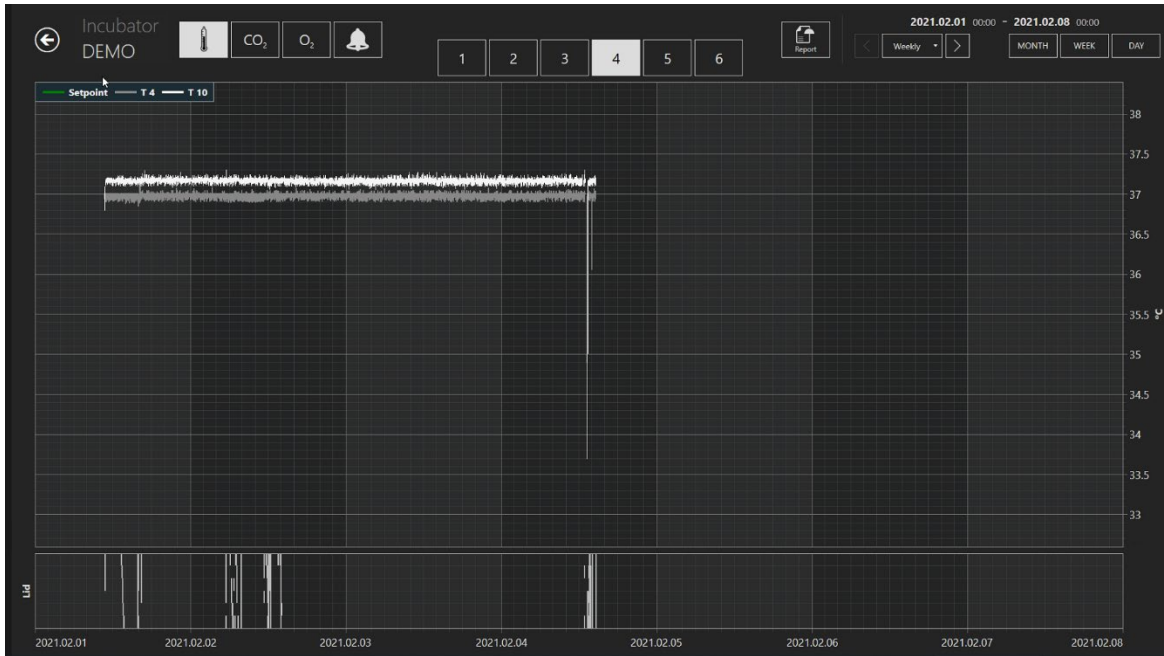 Incubator
DEMO
CO₂
O₂
1 2 3 4 5 6
Report
2021.02.01 00:00 - 2021.02.08 00:00
Weekly
MONTH WEEK DAY
Setpoint T 4 T 10
38
37.5
37
36.5
36
35.5
°C
35
34.5
34
33.5
33
Lid
2021.02.01 2021.02.02 2021.02.03 2021.02.04 2021.02.05 2021.02.06 2021.02.07 2021.02.08